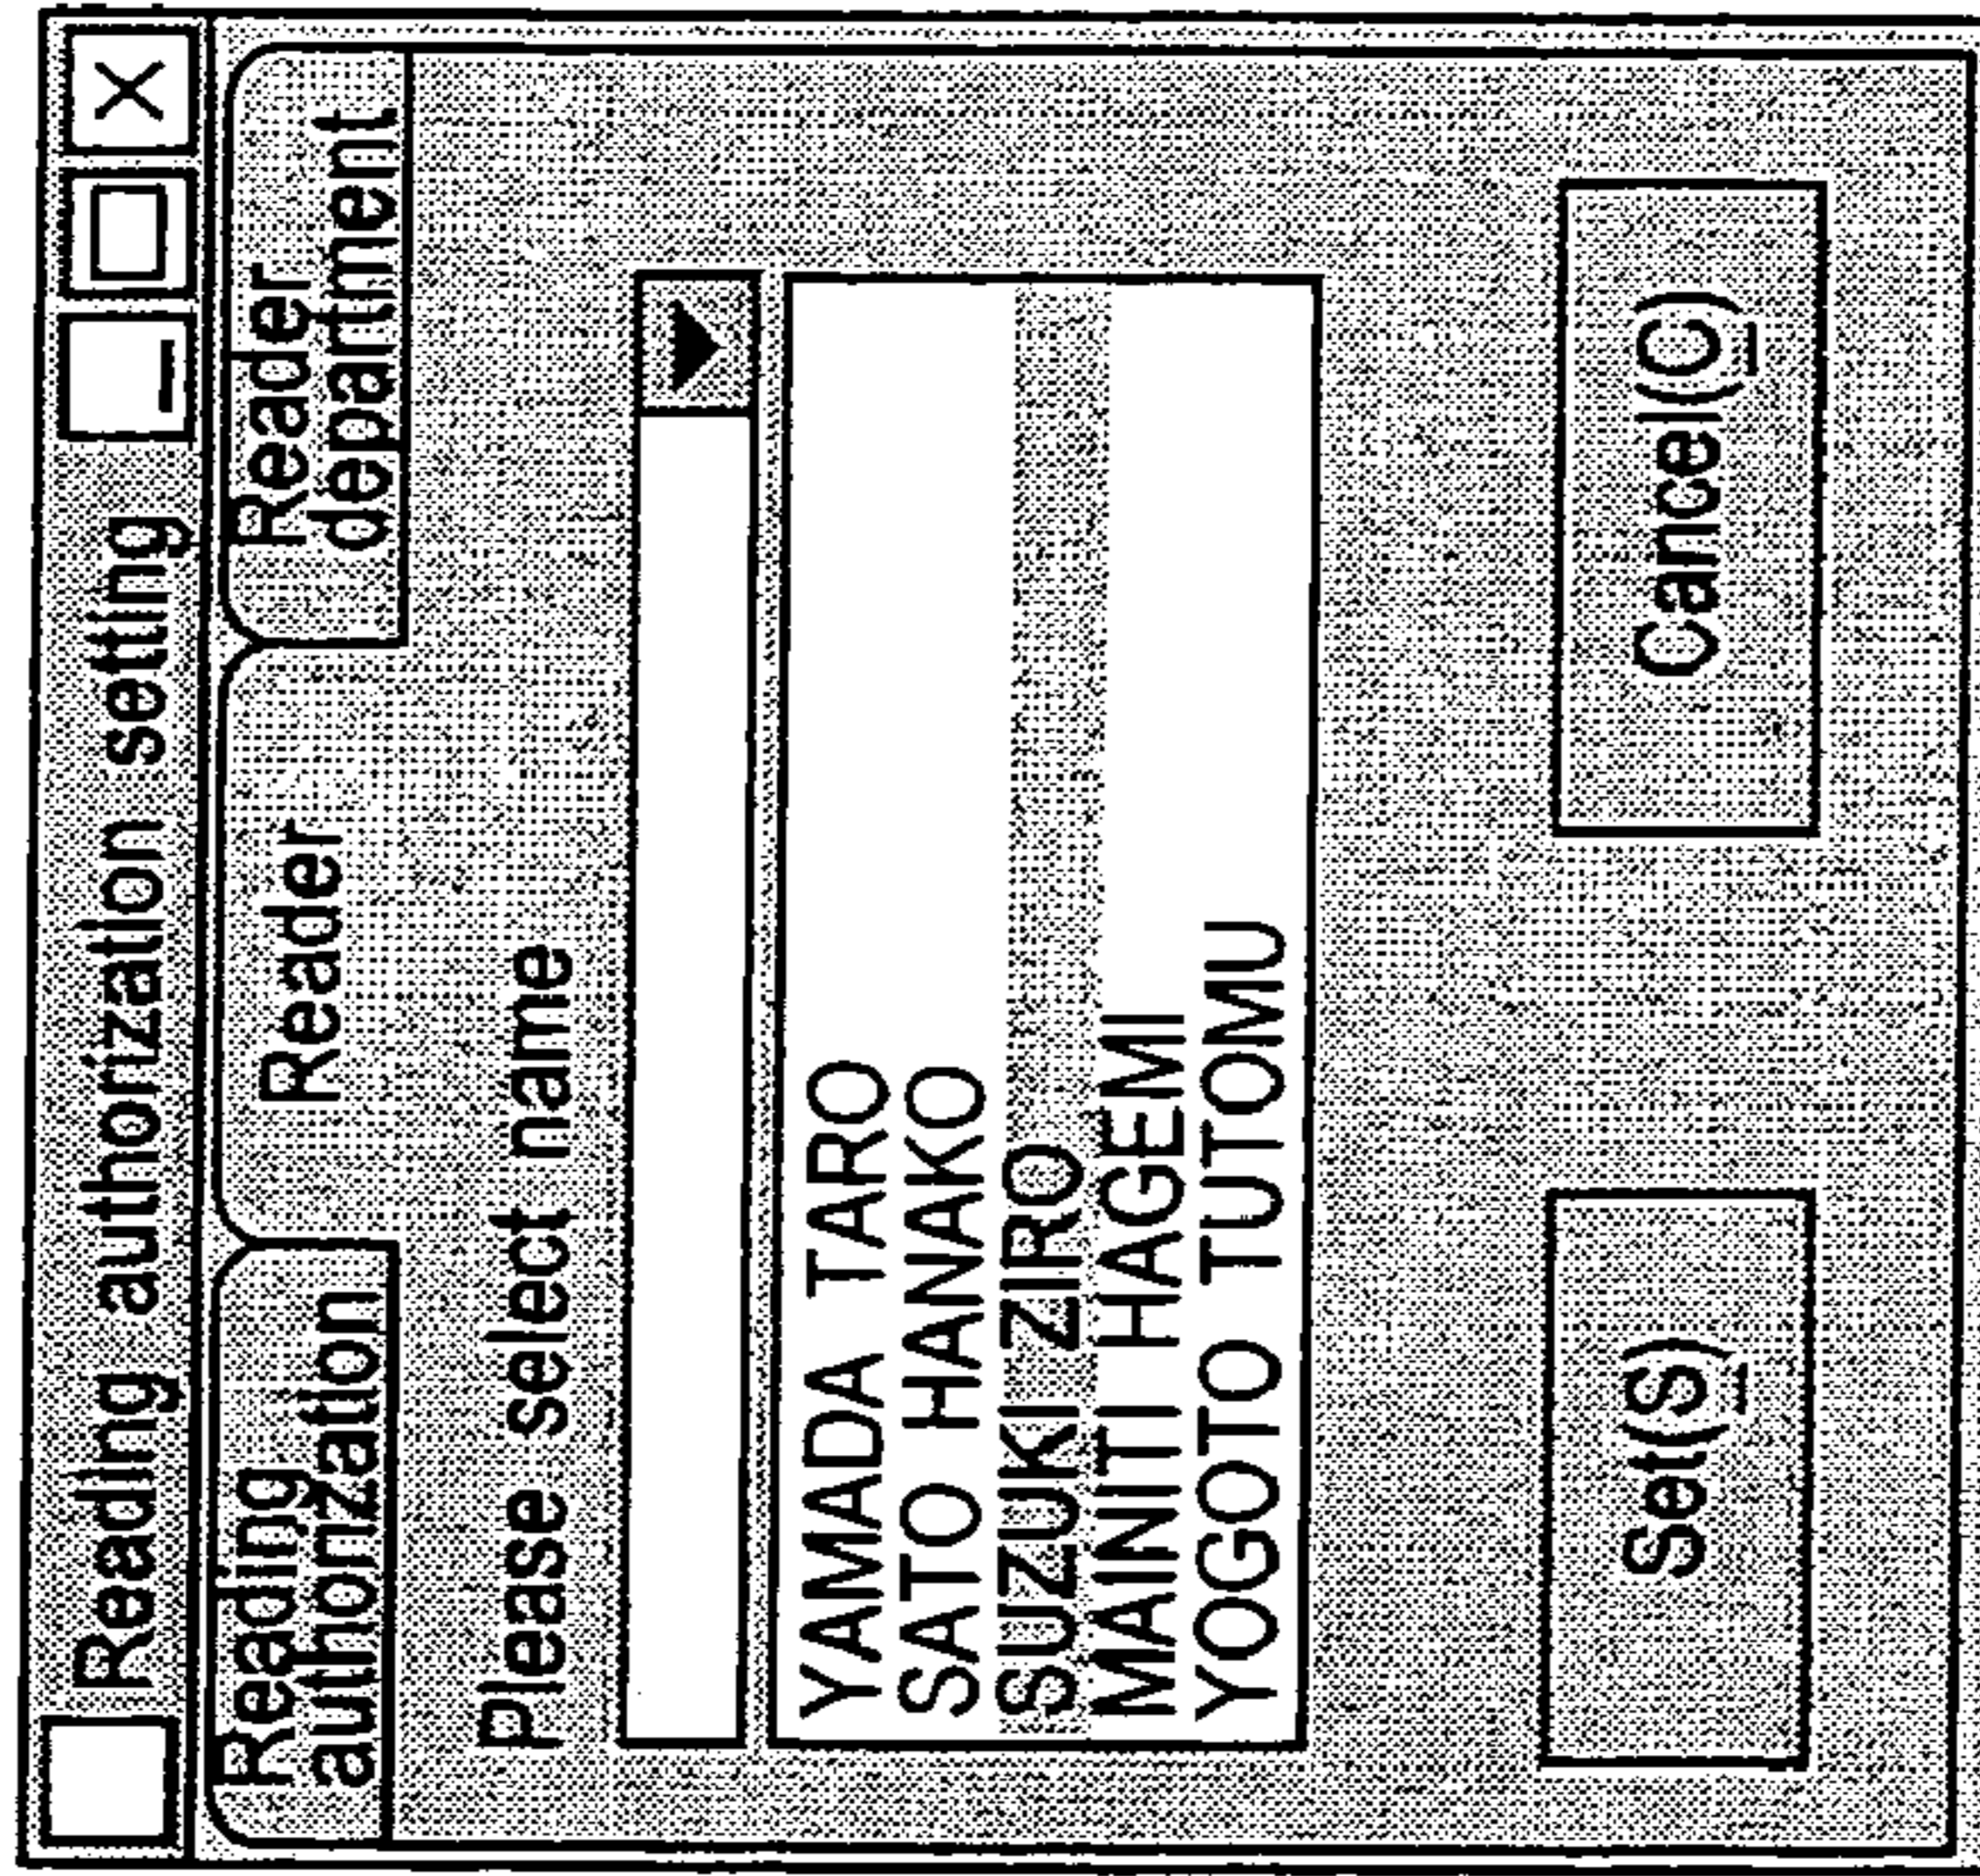 Reading authorization setting
Reading
authorization
Reader
Reader
department
Please select name
YAMADA TARO
SATO HANAKO
SUZUKI ZIRO
MAINITI HAGEMI
YOGOTO TUTOMU
Set(S)
Cancel(C)